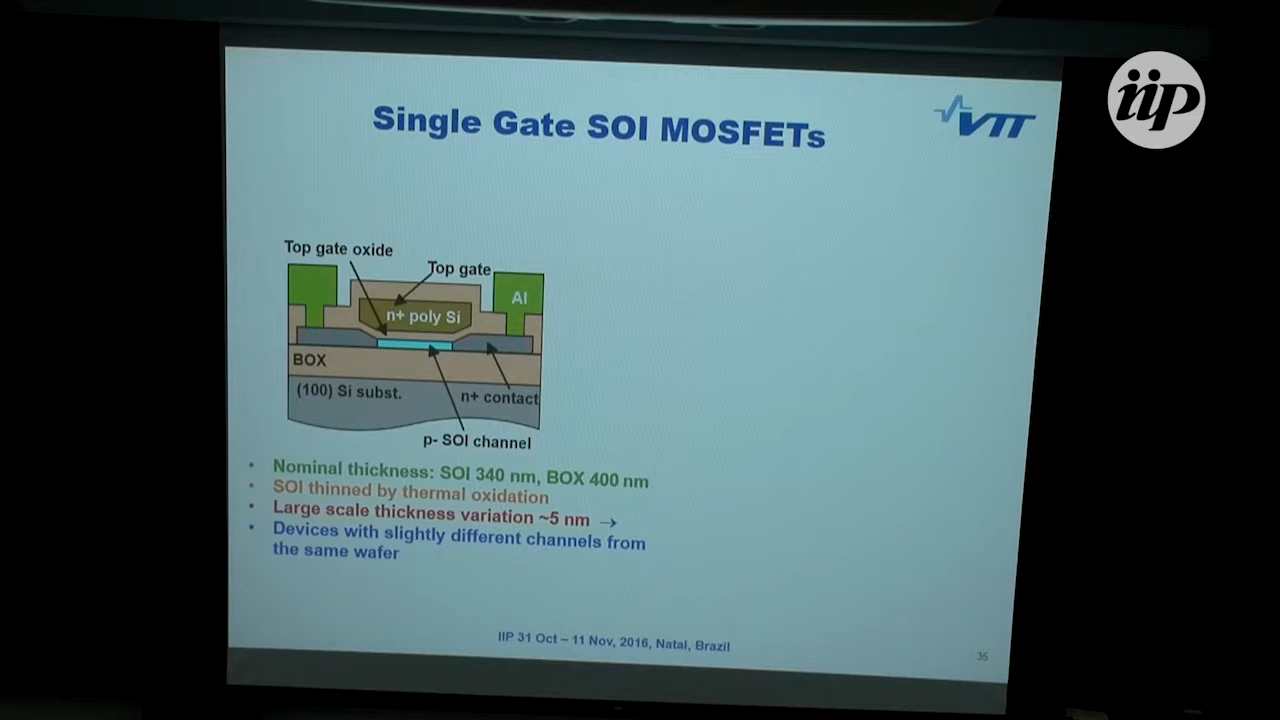 iip
Single Gate SOI MOSFETs
VTT
Top gate oxide
Top gate
Al
n+ poly Si
BOX
(100) Si subst.
n+ contact
p- SOI channel
• Nominal thickness: SOI 340 nm, BOX 400 nm
• SOI thinned by thermal oxidation
• Large scale thickness variation ~5 nm →
• Devices with slightly different channels from
the same wafer
IIP 31 Oct – 11 Nov, 2016, Natal, Brazil
35